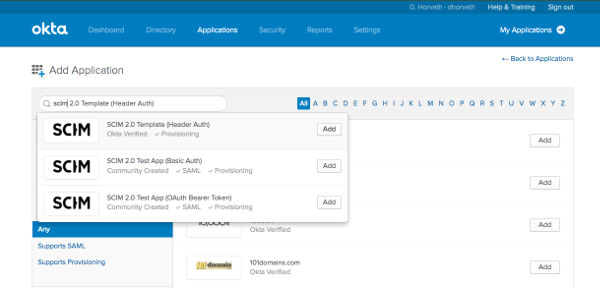 D. Horvath - dhorvath Help & Training Sign out
okta Dashboard Directory Applications Security Reports Settings My Applications
← Back to Applications
Add Application
scim 2.0 Template (Header Auth) All A B C D E F G H I J K L M N O P Q R S T U V W X Y Z
SCIM SCIM 2.0 Template (Header Auth) Add
Okta Verified ✓ Provisioning
Add
SCIM SCIM 2.0 Test App (Basic Auth) Add
Community Created ✓ SAML ✓ Provisioning
Add
SCIM SCIM 2.0 Test App (OAuth Bearer Token) Add
Community Created ✓ SAML ✓ Provisioning
Add
Okta Verified
Any
Supports SAML
Supports Provisioning
101domain 101domains.com Add
Okta Verified